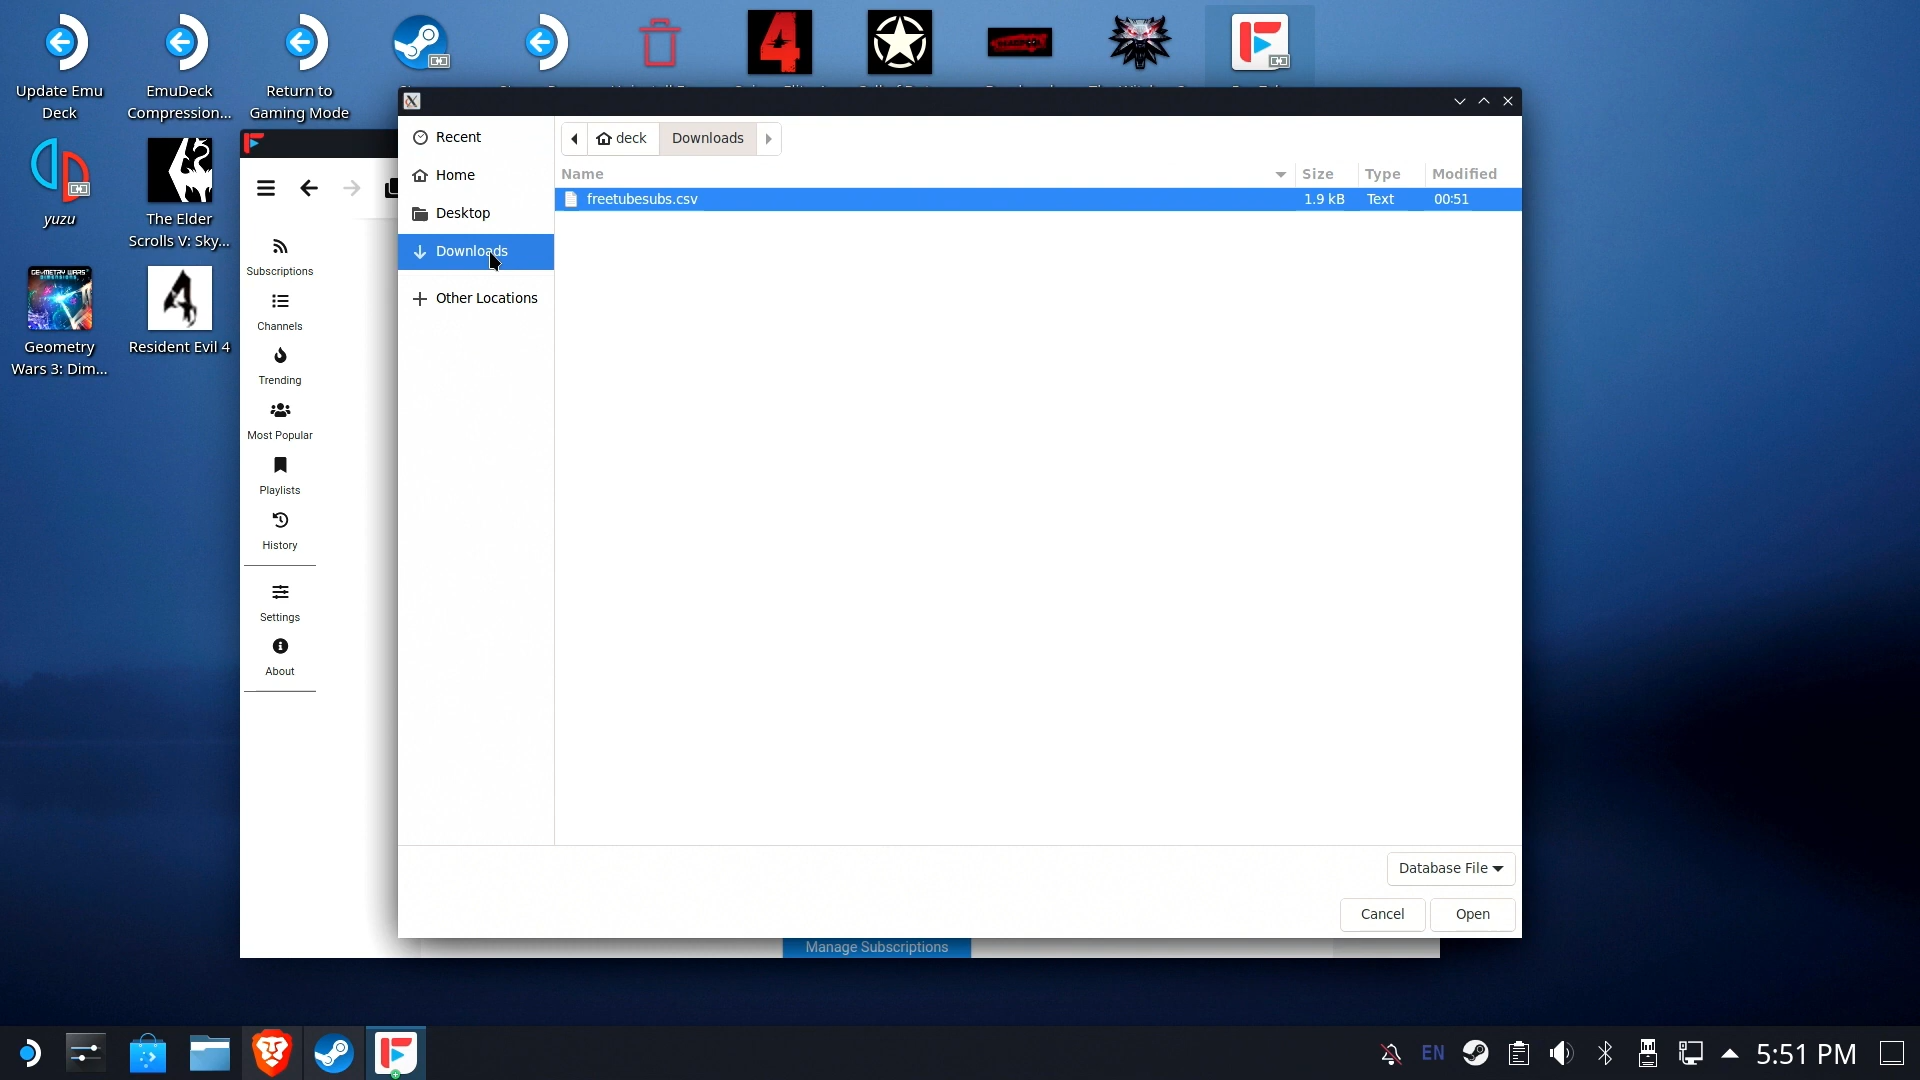 Update Emu
Deck
EmuDeck
Compression...
Return to
Gaming Mode
yuzu
The Elder
Scrolls V: Sky...
GEOMETRY WARS
Geometry
Wars 3: Dim...
Resident Evil 4
Subscriptions
Channels
Trending
Most Popular
Playlists
History
Settings
About
Recent
Home
Desktop
Downloads
Other Locations
deck
Downloads
Name
Size
Type
Modified
freetubesubs.csv
1.9 kB
Text
00:51
Database File
Cancel
Open
Manage Subscriptions
EN
5:51 PM